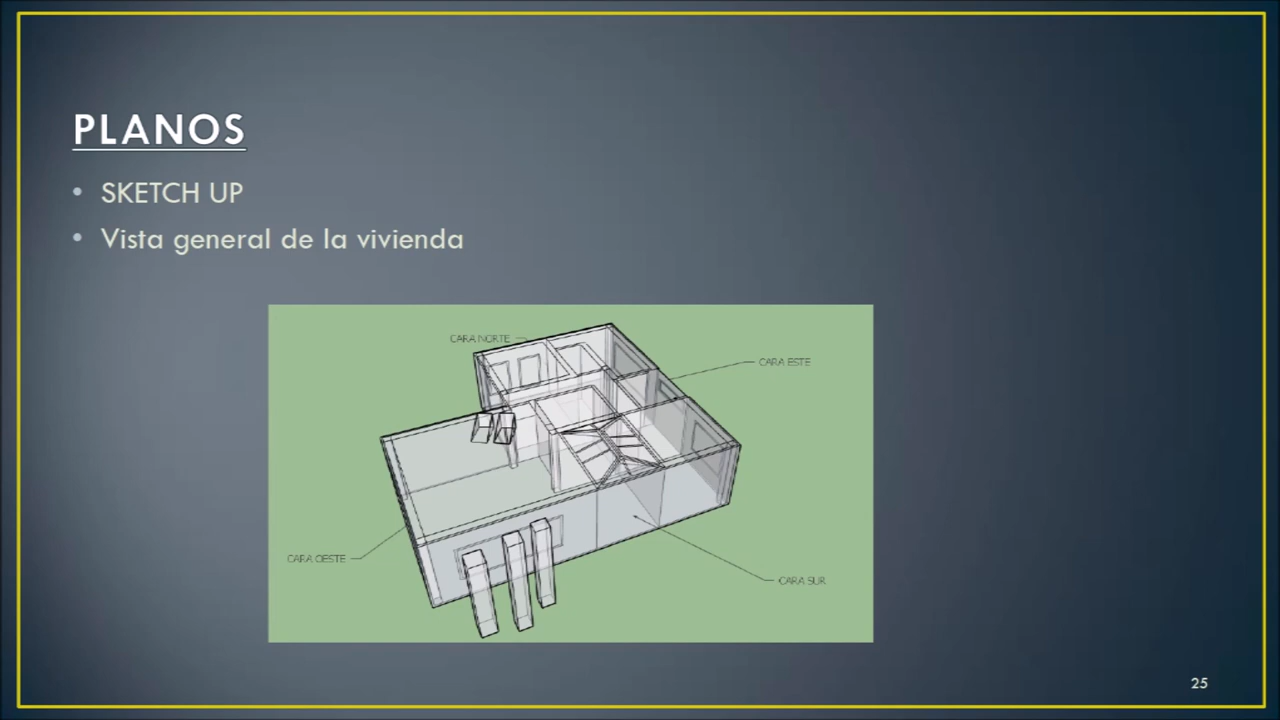 PLANOS
• SKETCH UP
• Vista general de la vivienda
CARA NORTE
CARA ESTE
CARA OESTE
CARA SUR
25